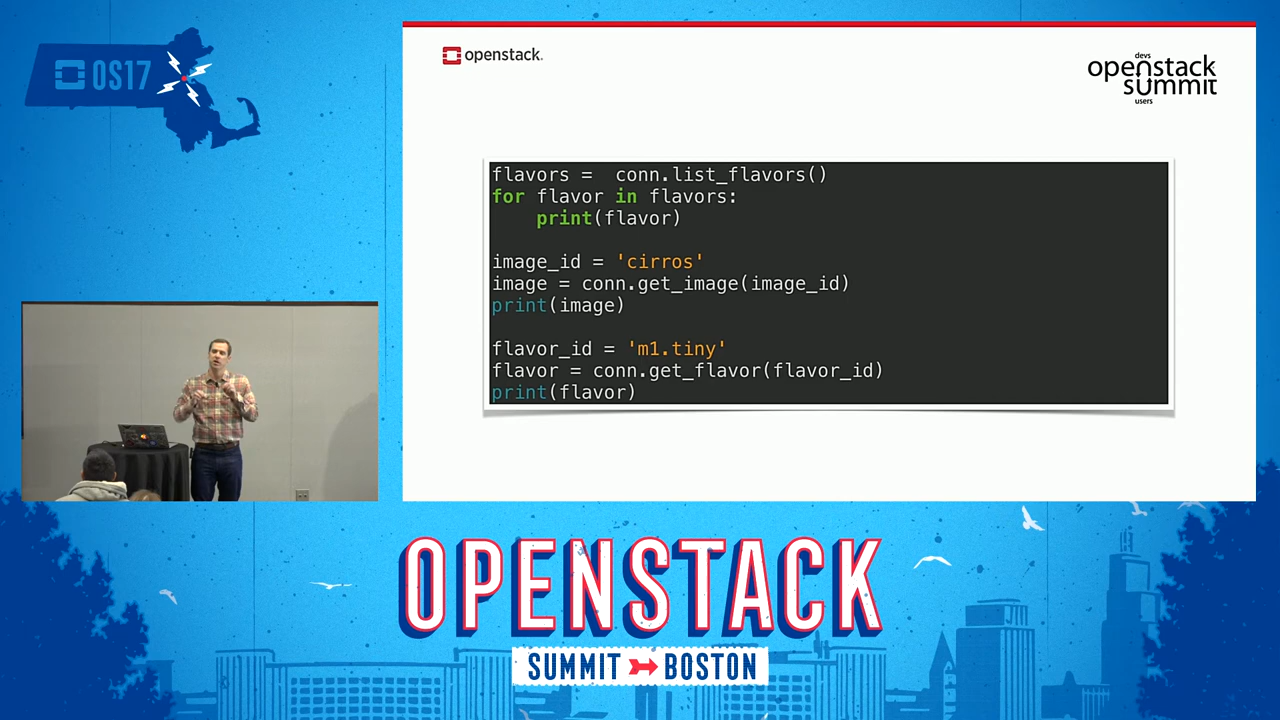 OS17
openstack.
devs
openstack
summit
users
flavors =  conn.list_flavors()
for flavor in flavors:
    print(flavor)
image_id = 'cirros'
image = conn.get_image(image_id)
print(image)
flavor_id = 'm1.tiny'
flavor = conn.get_flavor(flavor_id)
print(flavor)
OPENSTACK
SUMMIT BOSTON